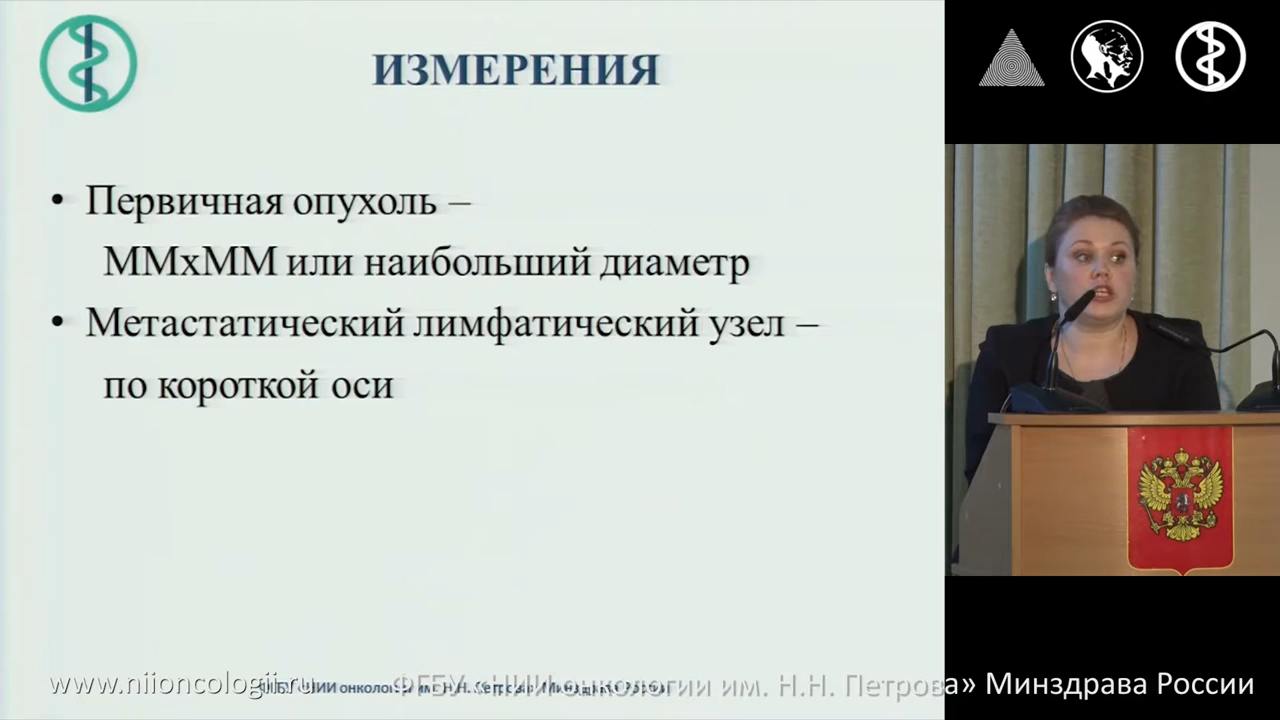 ИЗМЕРЕНИЯ
• Первичная опухоль –
ММхММ или наибольший диаметр
• Метастатический лимфатический узел –
по короткой оси
www.niioncologii.ru
ФГБУ «НИИ онкологии им. Н.Н. Петрова» Минздрава России